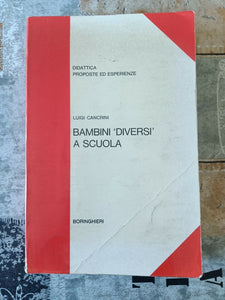 DIDATTICA
PROPOSTE ED ESPERIENZE
LUIGI CANCRINI
BAMBINI 'DIVERSI'
A SCUOLA
BORINGHIERI